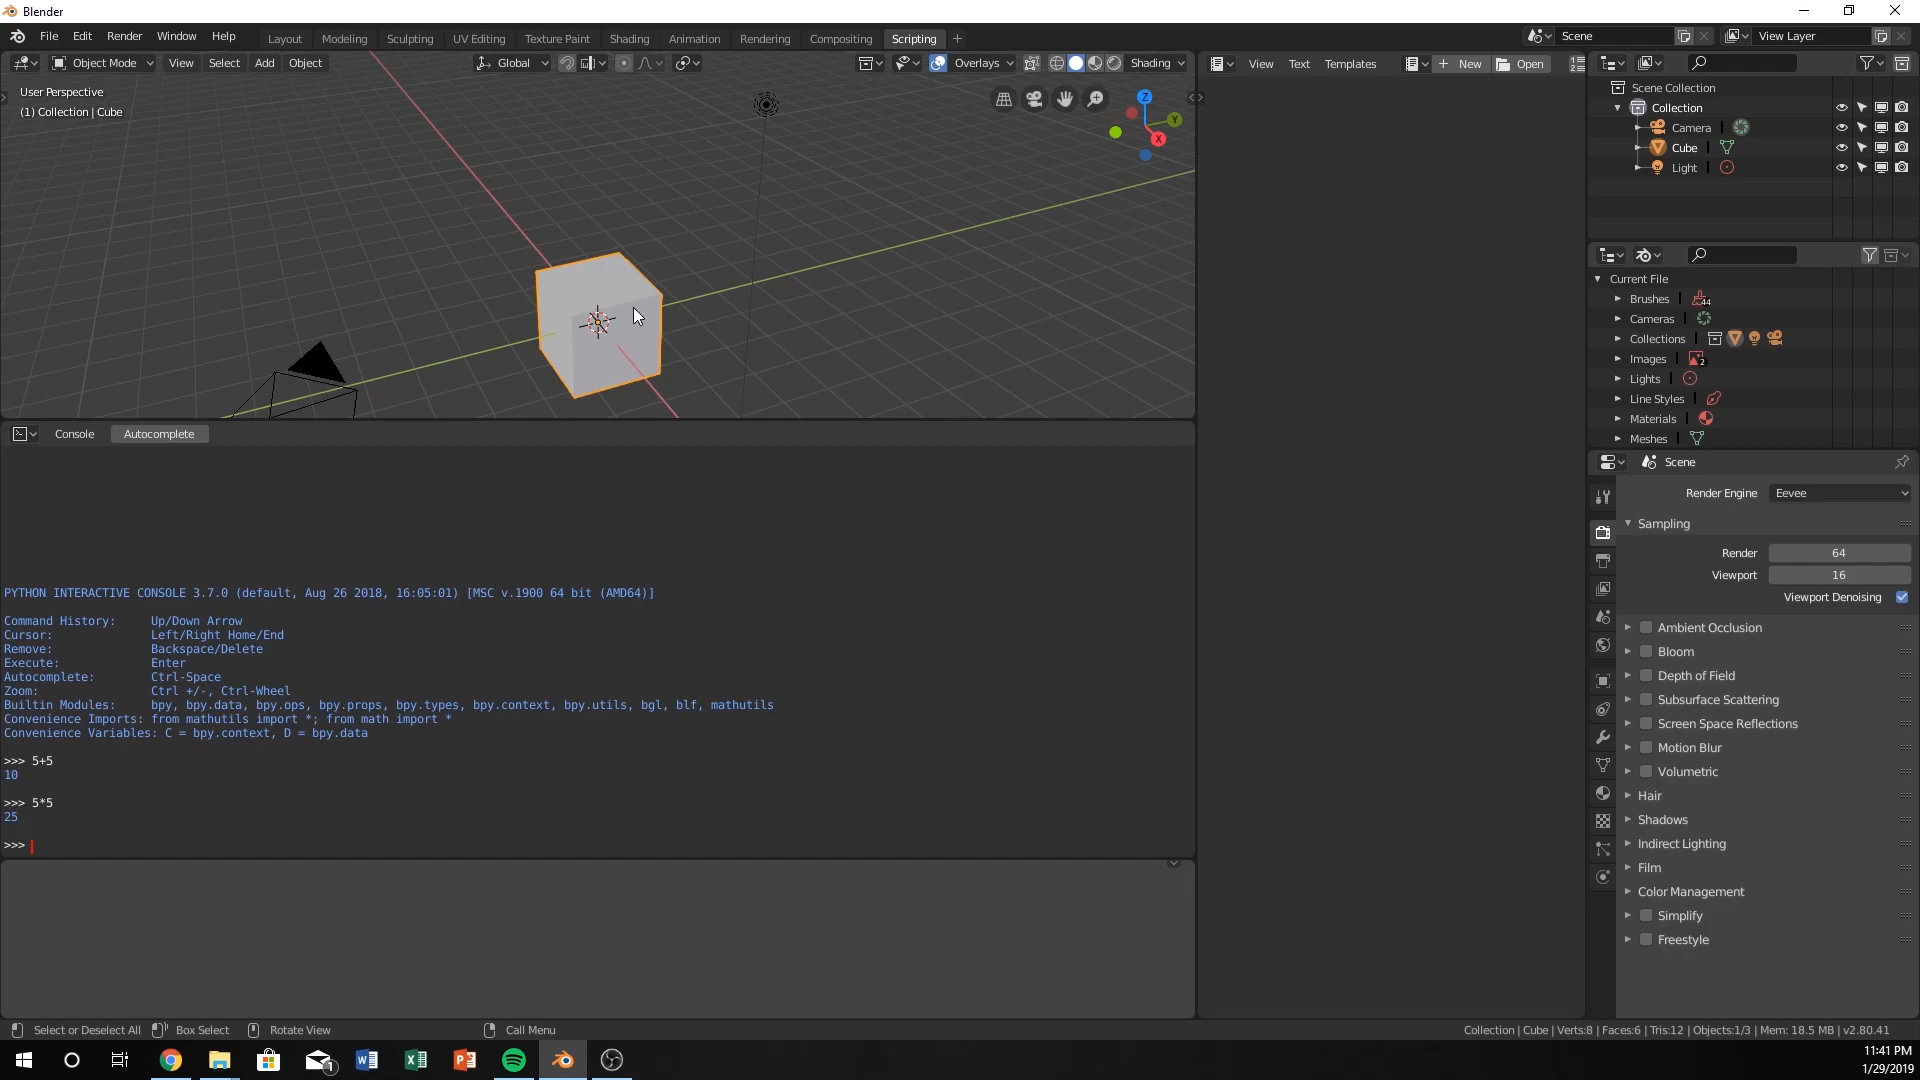 Blender
File Edit Render Window Help Layout Modeling Sculpting UV Editing Texture Paint Shading Animation Rendering Compositing Scripting + Scene View Layer
Object Mode View Select Add Object Global Overlays Shading
View Text Templates New Open
User Perspective
(1) Collection | Cube
Z
Y
X
Scene Collection
Collection
Camera
Cube
Light
Current File
Brushes 44
Cameras
Collections
Images 2
Lights
Line Styles
Materials
Meshes
Console Autocomplete
PYTHON INTERACTIVE CONSOLE 3.7.0 (default, Aug 26 2018, 16:05:01) [MSC v.1900 64 bit (AMD64)]
Command History: Up/Down Arrow
Cursor: Left/Right Home/End
Remove: Backspace/Delete
Execute: Enter
Autocomplete: Ctrl-Space
Zoom: Ctrl +/-, Ctrl-Wheel
Builtin Modules: bpy, bpy.data, bpy.ops, bpy.props, bpy.types, bpy.context, bpy.utils, bgl, blf, mathutils
Convenience Imports: from mathutils import *; from math import *
Convenience Variables: C = bpy.context, D = bpy.data
>>> 5+5
10
>>> 5*5
25
>>>
Scene
Render Engine Eevee
Sampling
Render 64
Viewport 16
Viewport Denoising
Ambient Occlusion
Bloom
Depth of Field
Subsurface Scattering
Screen Space Reflections
Motion Blur
Volumetric
Hair
Shadows
Indirect Lighting
Film
Color Management
Simplify
Freestyle
Select or Deselect All Box Select Rotate View Call Menu
Collection | Cube | Verts:8 | Faces:6 | Tris:12 | Objects:1/3 | Mem: 18.5 MB | v2.80.41
11:41 PM
1/29/2019